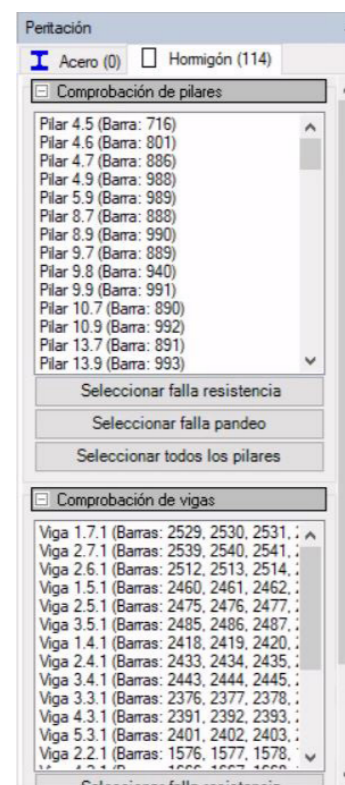 Peritación
Acero (0) Hormigón (114)
Comprobación de pilares
Pilar 4.5 (Barra: 716)
Pilar 4.6 (Barra: 801)
Pilar 4.7 (Barra: 886)
Pilar 4.9 (Barra: 988)
Pilar 5.9 (Barra: 989)
Pilar 8.7 (Barra: 888)
Pilar 8.9 (Barra: 990)
Pilar 9.7 (Barra: 889)
Pilar 9.8 (Barra: 940)
Pilar 9.9 (Barra: 991)
Pilar 10.7 (Barra: 890)
Pilar 10.9 (Barra: 992)
Pilar 13.7 (Barra: 891)
Pilar 13.9 (Barra: 993)
Seleccionar falla resistencia
Seleccionar falla pandeo
Seleccionar todos los pilares
Comprobación de vigas
Viga 1.7.1 (Barras: 2529, 2530, 2531,
Viga 2.7.1 (Barras: 2539, 2540, 2541,
Viga 2.6.1 (Barras: 2512, 2513, 2514,
Viga 1.5.1 (Barras: 2460, 2461, 2462,
Viga 2.5.1 (Barras: 2475, 2476, 2477,
Viga 3.5.1 (Barras: 2485, 2486, 2487,
Viga 1.4.1 (Barras: 2418, 2419, 2420,
Viga 2.4.1 (Barras: 2433, 2434, 2435,
Viga 3.4.1 (Barras: 2443, 2444, 2445,
Viga 3.3.1 (Barras: 2376, 2377, 2378,
Viga 4.3.1 (Barras: 2391, 2392, 2393,
Viga 5.3.1 (Barras: 2401, 2402, 2403,
Viga 2.2.1 (Barras: 1576, 1577, 1578,
Seleccionar falla resistencia